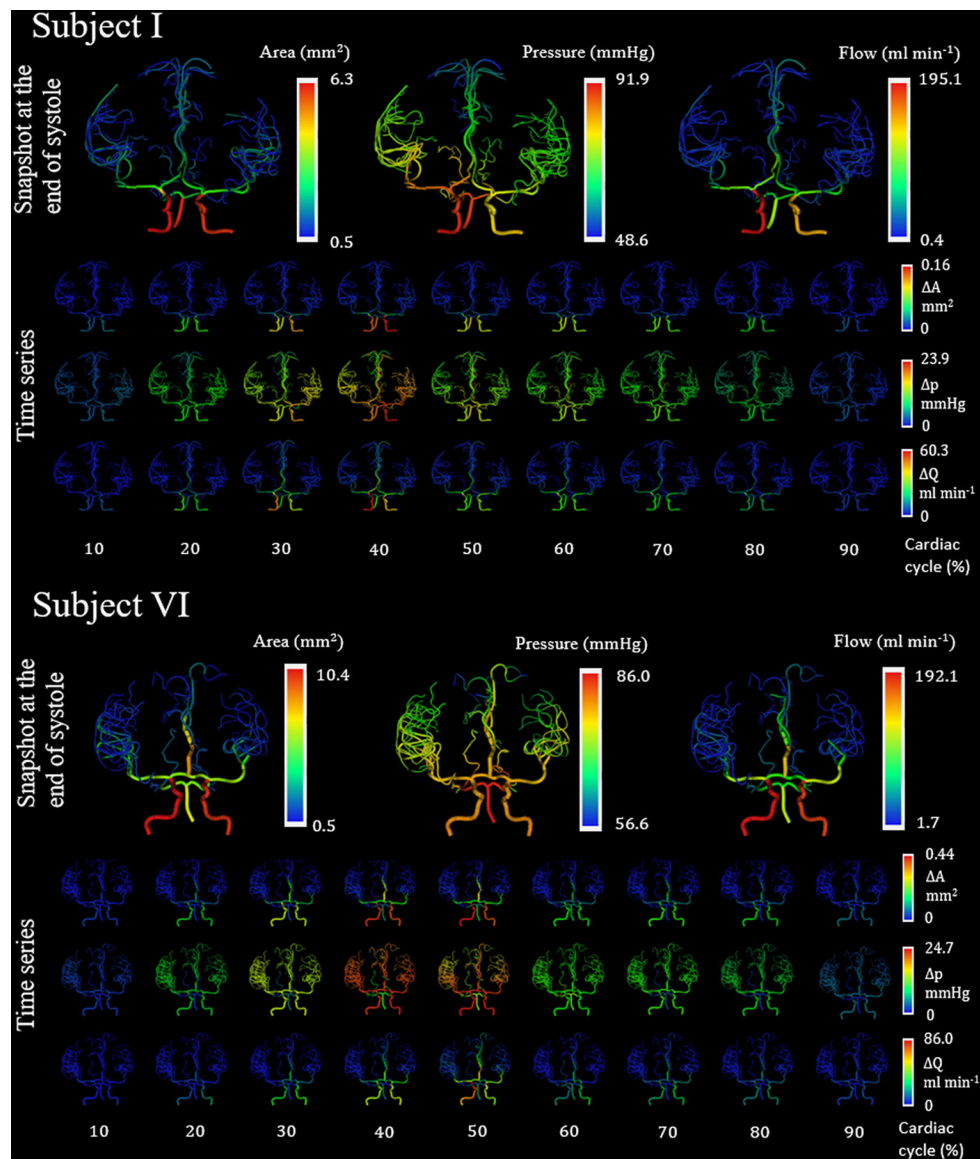 Subject I
Snapshot at the
end of systole
Area (mm²)
6.3
0.5
Pressure (mmHg)
91.9
48.6
Flow (ml min⁻¹)
195.1
0.4
Time series
0.16
ΔA
mm²
0
23.9
Δp
mmHg
0
60.3
ΔQ
ml min⁻¹
0
10 20 30 40 50 60 70 80 90 Cardiac
cycle (%)
Subject VI
Snapshot at the
end of systole
Area (mm²)
10.4
0.5
Pressure (mmHg)
86.0
56.6
Flow (ml min⁻¹)
192.1
1.7
Time series
0.44
ΔA
mm²
0
24.7
Δp
mmHg
0
86.0
ΔQ
ml min⁻¹
0
10 20 30 40 50 60 70 80 90 Cardiac
cycle (%)